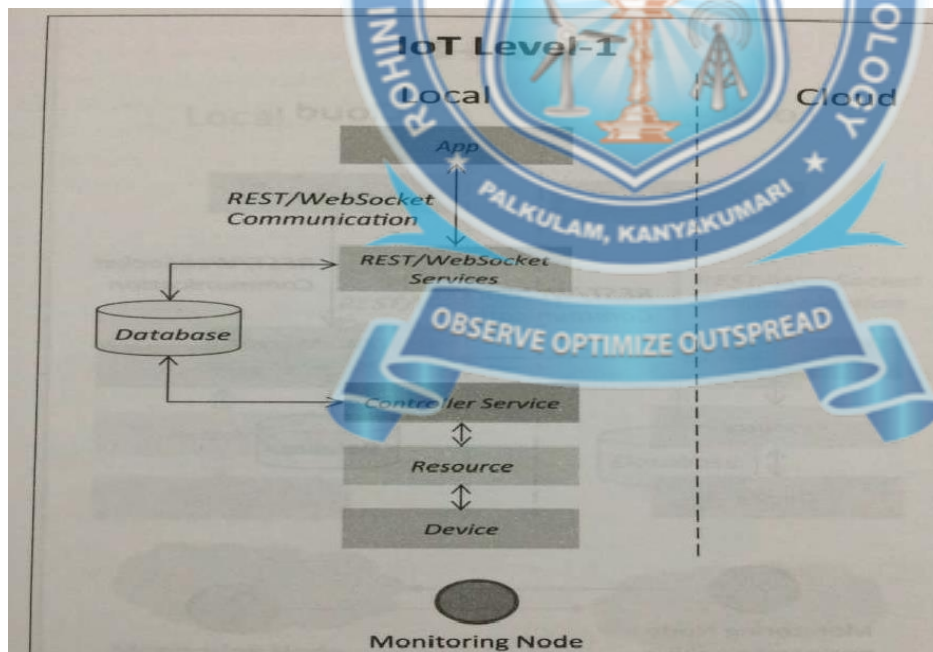 IoT Level-1
Local
Cloud
App
REST/WebSocket
Communication
REST/WebSocket
Services
Database
Controller Service
Resource
Device
Monitoring Node
ROHINI
OLOGY
PALKULAM, KANYAKUMARI
OBSERVE OPTIMIZE OUTSPREAD